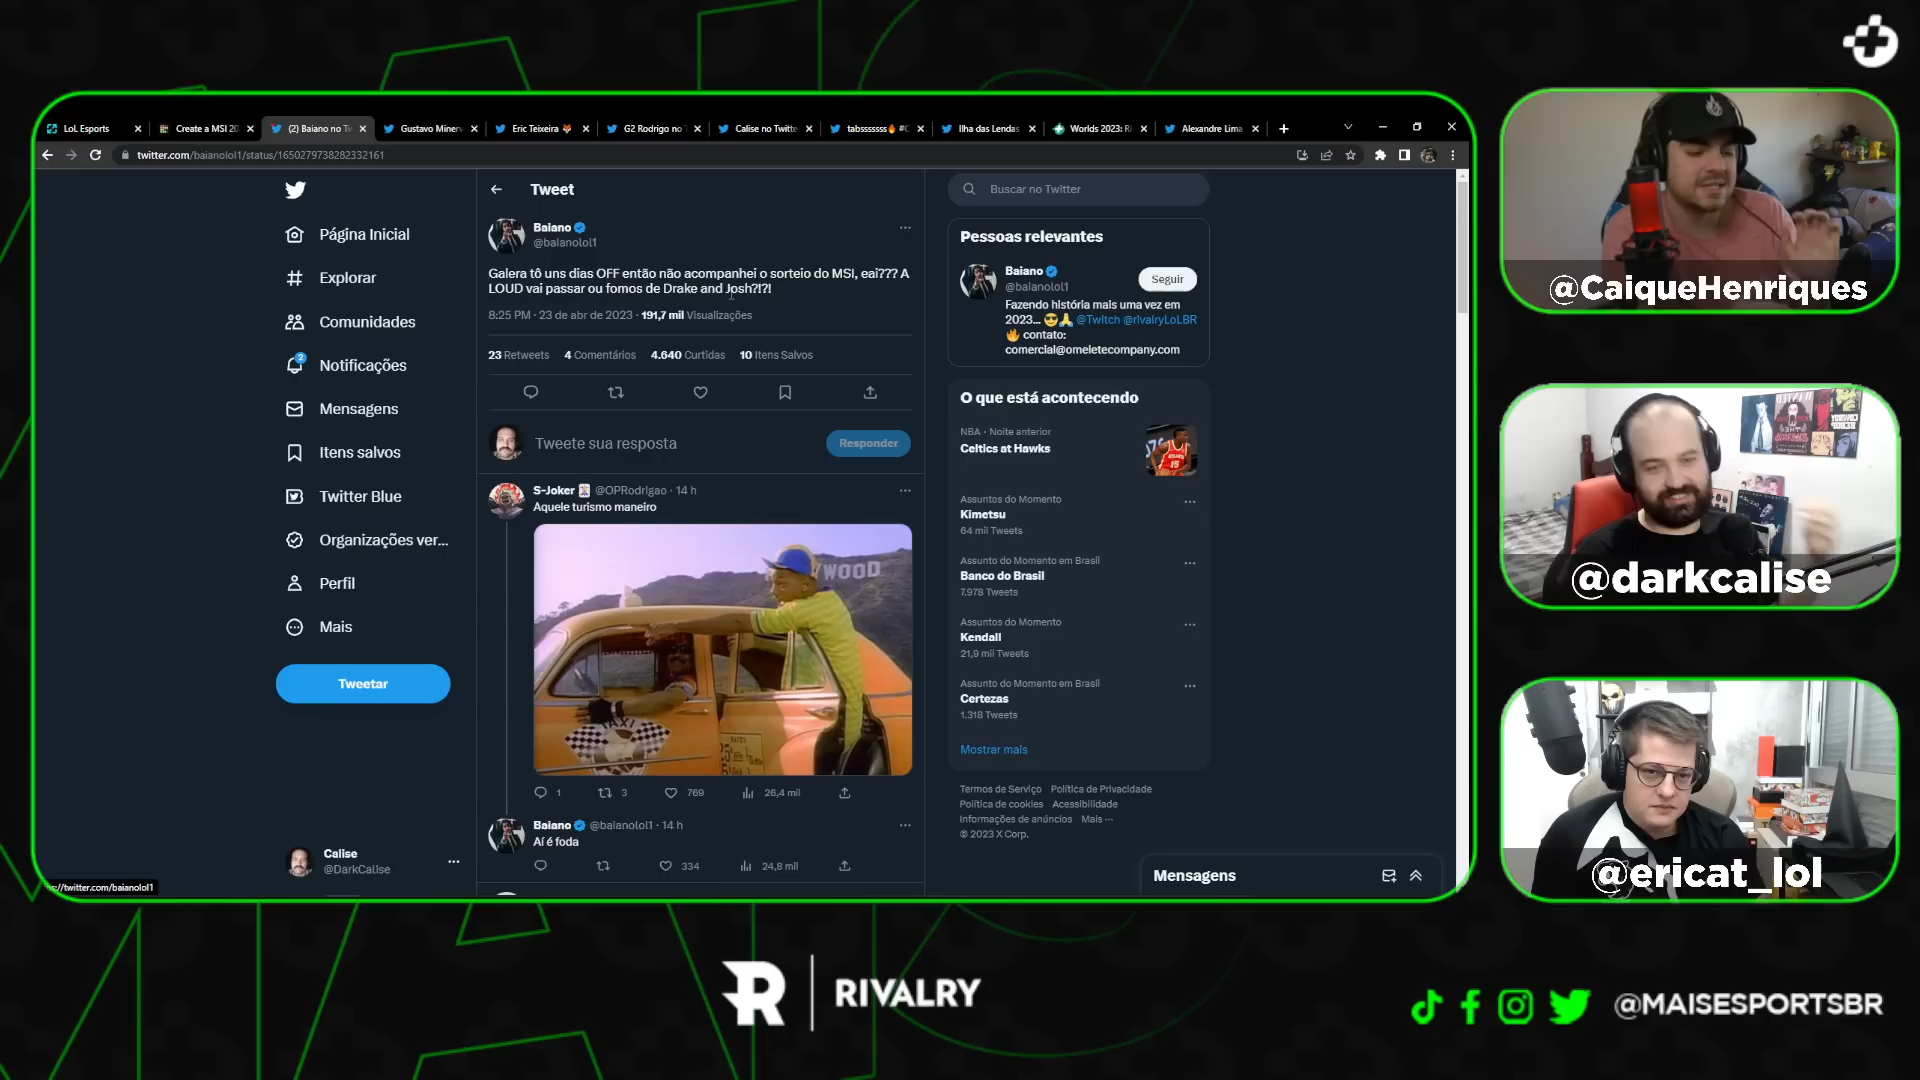 LoL Esports
Create a MSI 20
(2) Baiano no Tw
Gustavo Minerv
Eric Teixeira
G2 Rodrigo no
Calise no Twitte
tabsssssss
Ilha das Lendas
Worlds 2023: Ri
Alexandre Lima
twitter.com/baianolol1/status/1650279738282332161
Página Inicial
Explorar
Comunidades
2
Notificações
Mensagens
Itens salvos
Twitter Blue
Organizações ver...
Perfil
Mais
Tweetar
Calise
@DarkCalise
twitter.com/baianolol1
Tweet
Baiano
@baianolol1
Galera tô uns dias OFF então não acompanhei o sorteio do MSI, eai??? A
LOUD vai passar ou fomos de Drake and Josh?!?!
8:25 PM · 23 de abr de 2023 · 191,7 mil Visualizações
23 Retweets 4 Comentários 4.640 Curtidas 10 Itens Salvos
Tweete sua resposta
Responder
S-Joker @OPRodrigao · 14 h
Aquele turismo maneiro
WOOD
TAXI
RATES
1 3 769 26,4 mil
Baiano @baianolol1 · 14 h
Aí é foda
334 24,8 mil
Buscar no Twitter
Pessoas relevantes
Baiano
@baianolol1
Seguir
Fazendo história mais uma vez em
2023... @Twitch @rivalryLoLBR
contato:
comercial@omeletecompany.com
O que está acontecendo
NBA · Noite anterior
Celtics at Hawks
15
Assuntos do Momento
Kimetsu
64 mil Tweets
Assunto do Momento em Brasil
Banco do Brasil
7.978 Tweets
Assuntos do Momento
Kendall
21,9 mil Tweets
Assunto do Momento em Brasil
Certezas
1.318 Tweets
Mostrar mais
Termos de Serviço Política de Privacidade
Política de cookies Acessibilidade
Informações de anúncios Mais ···
© 2023 X Corp.
Mensagens
@CaiqueHenriques
@darkcalise
@ericat_lol
R RIVALRY
@MAISESPORTSBR